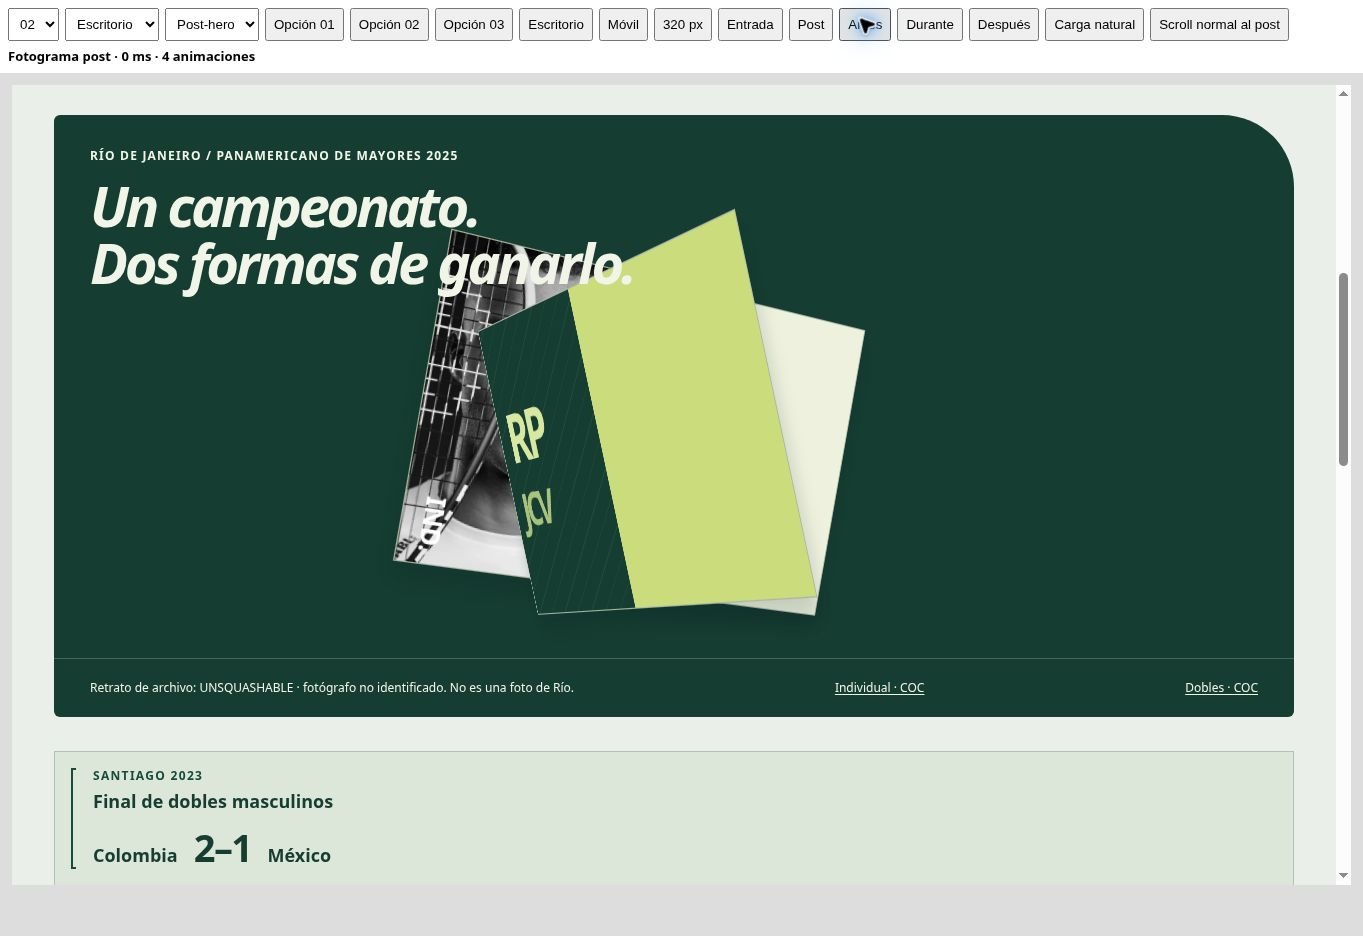 02 Escritorio Post-hero Opción 01 Opción 02 Opción 03 Escritorio Móvil 320 px Entrada Post Durante Después Carga natural Scroll normal al post
Fotograma post · 0 ms · 4 animaciones
RÍO DE JANEIRO / PANAMERICANO DE MAYORES 2025
Un campeonato.
Dos formas de ganarlo.
RP
JCV
IND.
Retrato de archivo: UNSQUASHABLE · fotógrafo no identificado. No es una foto de Río.
Individual · COC
Dobles · COC
SANTIAGO 2023
Final de dobles masculinos
Colombia 2–1 México